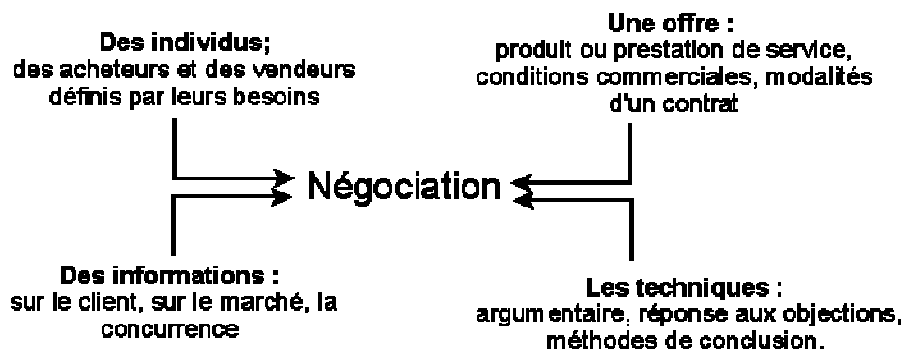 Des individus;
des acheteurs et des vendeurs
définis par leurs besoins
Une offre :
produit ou prestation de service,
conditions commerciales, modalités
d'un contrat
Négociation
Des informations :
sur le client, sur le marché, la
concurrence
Les techniques :
argumentaire, réponse aux objections,
méthodes de conclusion.